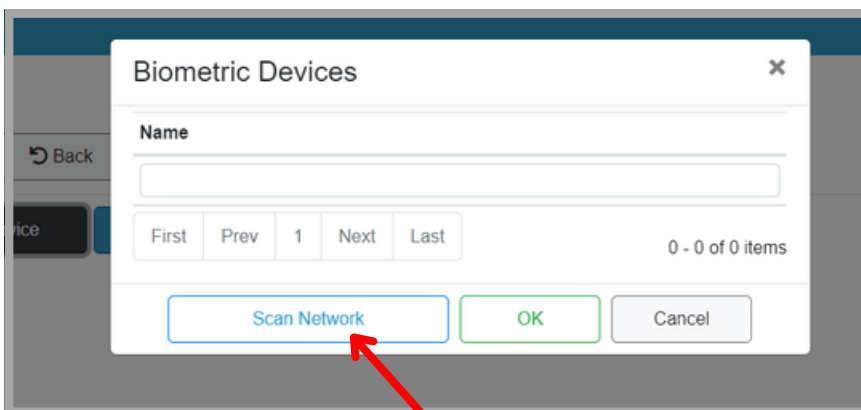 Biometric Devices ×
Name
Back
vice
First Prev 1 Next Last
0 - 0 of 0 items
Scan Network OK Cancel